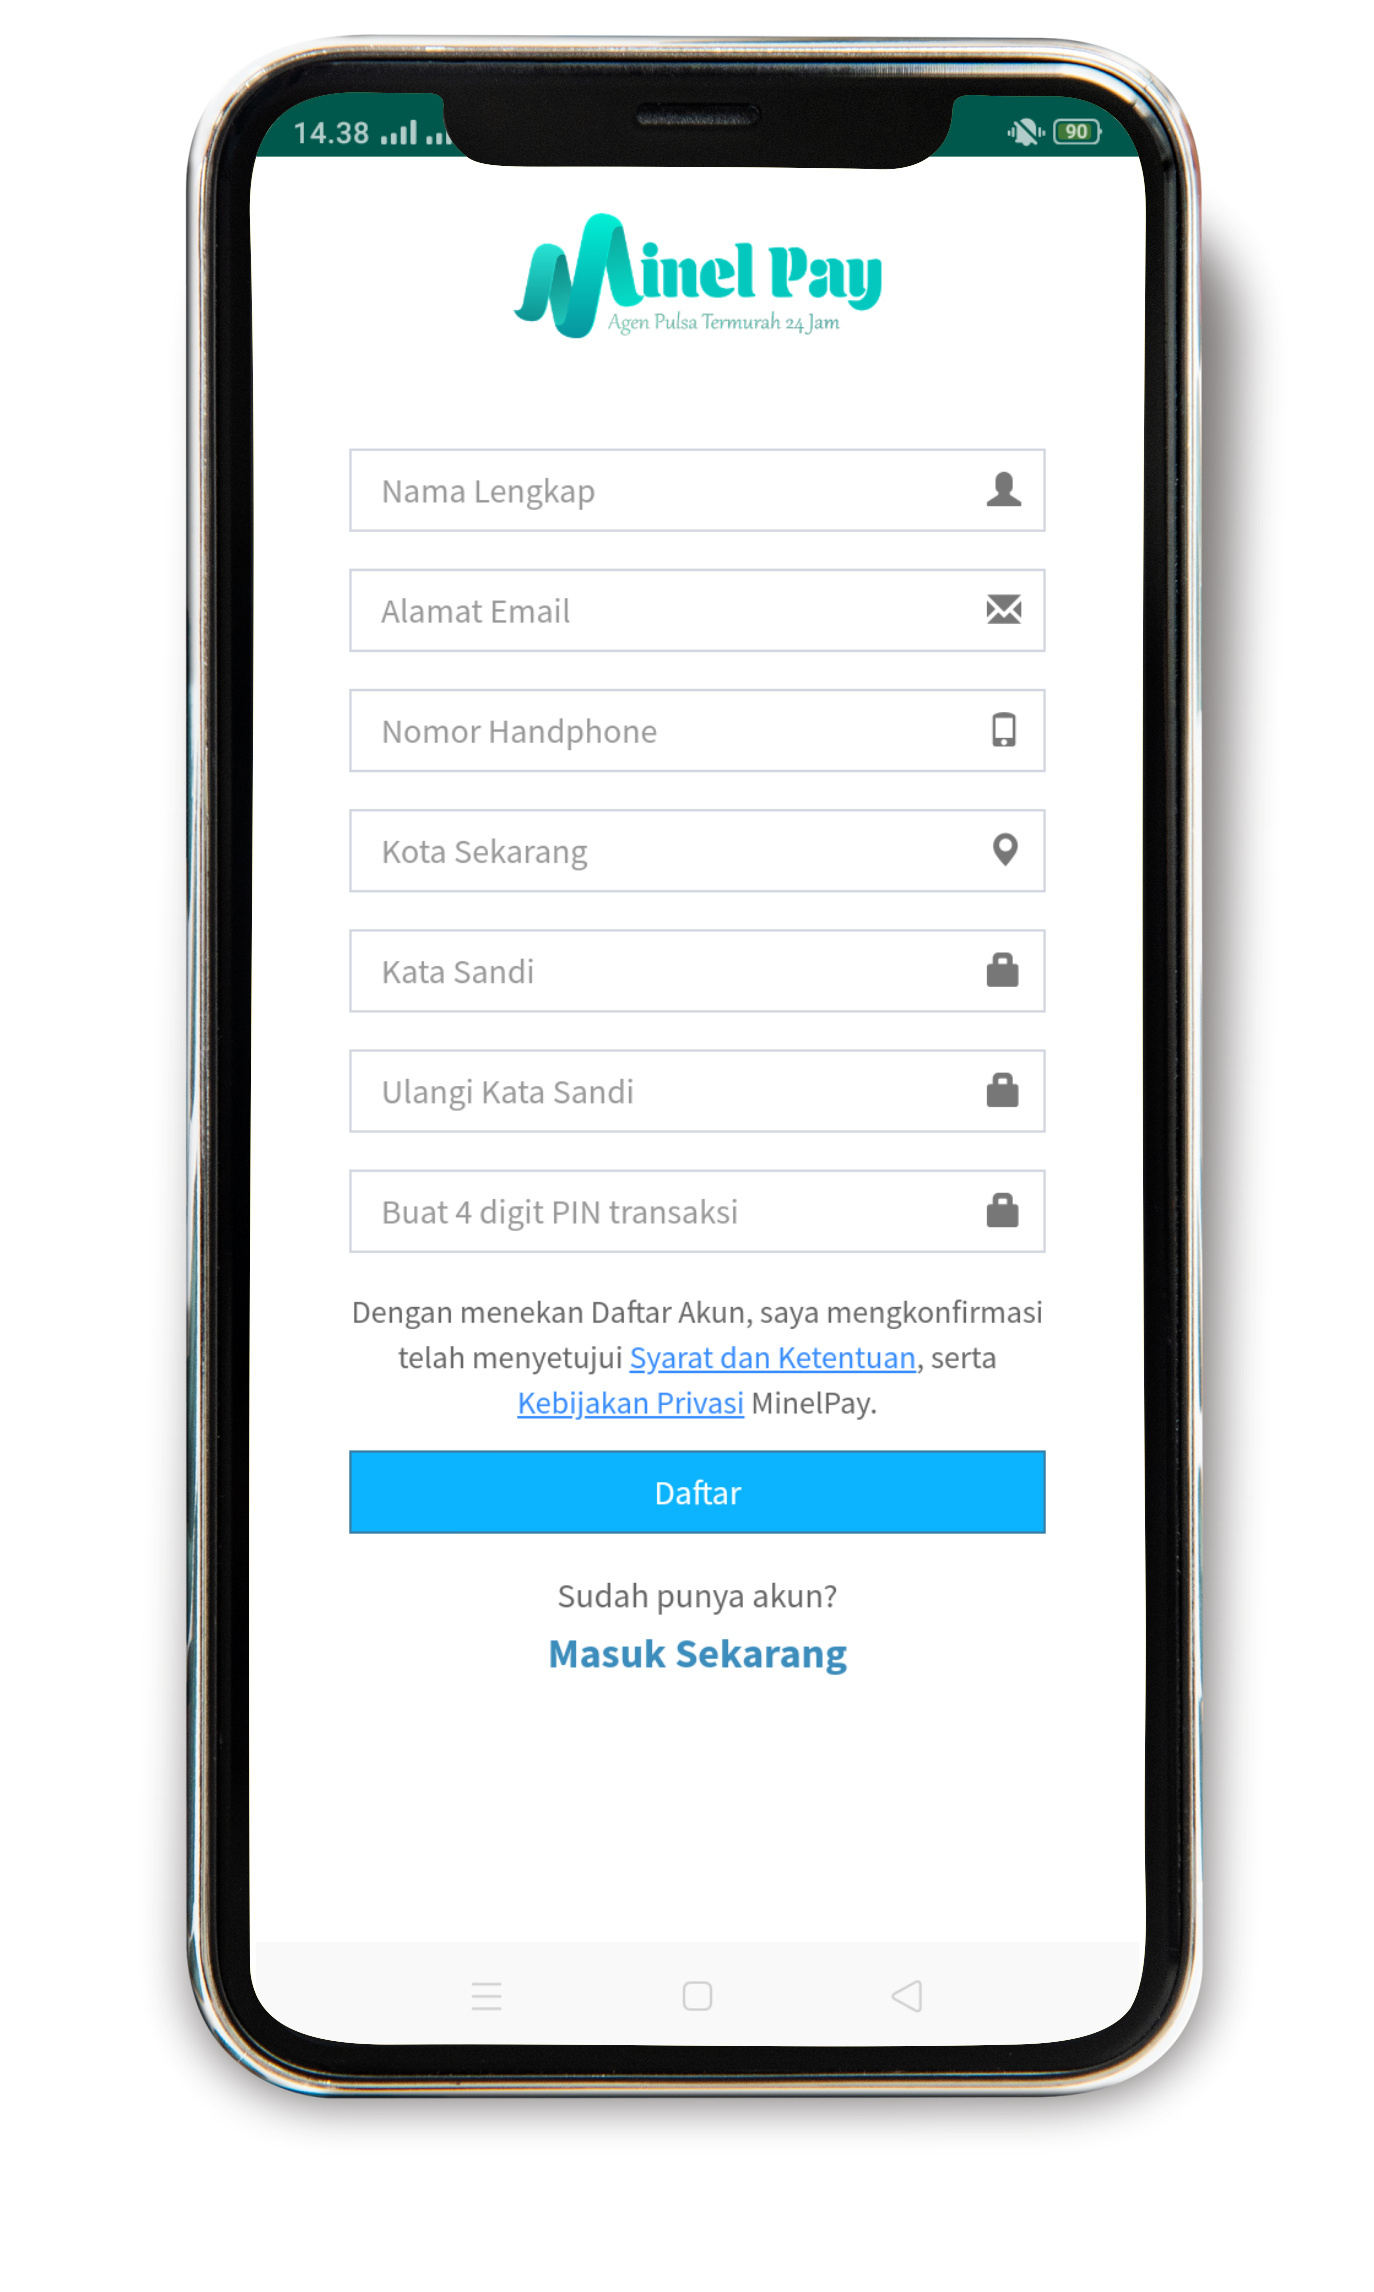 14.38
90
Minel Pay
Agen Pulsa Termurah 24 Jam
Nama Lengkap
Alamat Email
Nomor Handphone
Kota Sekarang
Kata Sandi
Ulangi Kata Sandi
Buat 4 digit PIN transaksi
Dengan menekan Daftar Akun, saya mengkonfirmasi
telah menyetujui Syarat dan Ketentuan, serta
Kebijakan Privasi MinelPay.
Daftar
Sudah punya akun?
Masuk Sekarang